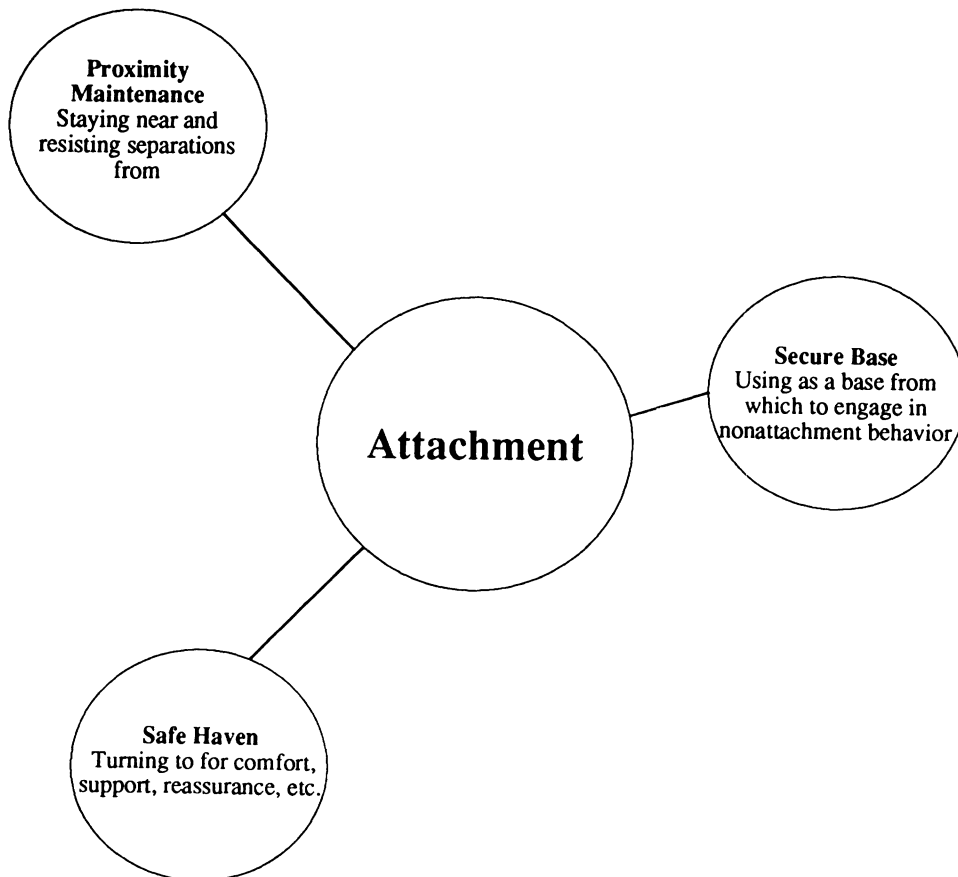 Proximity
Maintenance
Staying near and
resisting separations
from
Secure Base
Using as a base from
which to engage in
nonattachment behavior
Attachment
Safe Haven
Turning to for comfort,
support, reassurance, etc.